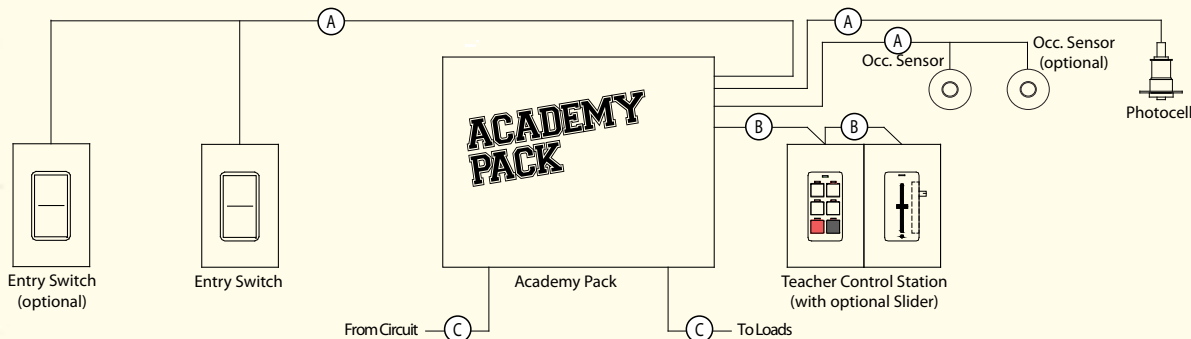 A
A
A
Occ. Sensor
Occ. Sensor
(optional)
Photocell
ACADEMY
PACK
B
B
Entry Switch
(optional)
Entry Switch
Academy Pack
Teacher Control Station
(with optional Slider)
From Circuit
C
C
To Loads